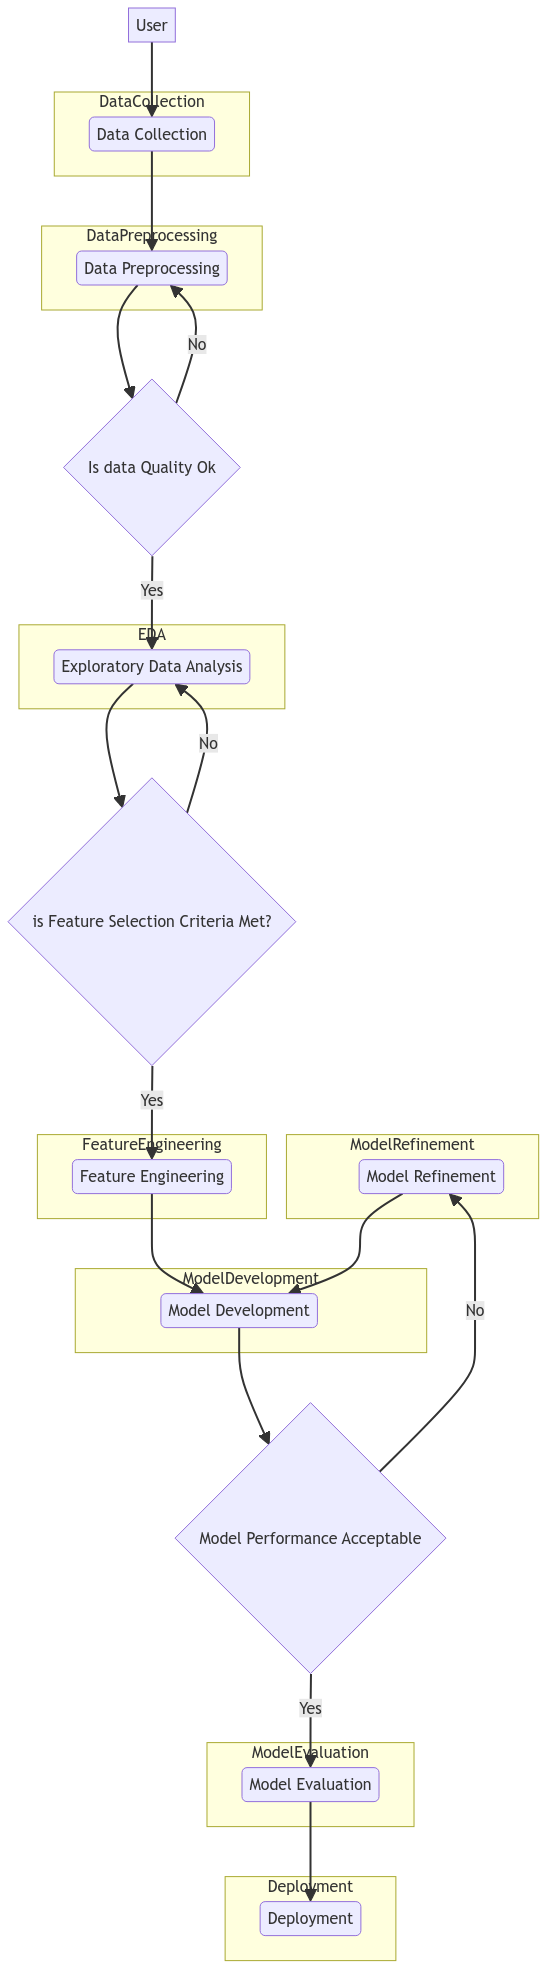 User
DataCollection
Data Collection
DataPreprocessing
Data Preprocessing
No
Is data Quality Ok
Yes
EDA
Exploratory Data Analysis
No
is Feature Selection Criteria Met?
Yes
FeatureEngineering
Feature Engineering
ModelRefinement
Model Refinement
ModelDevelopment
Model Development
No
Model Performance Acceptable
Yes
ModelEvaluation
Model Evaluation
Deployment
Deployment